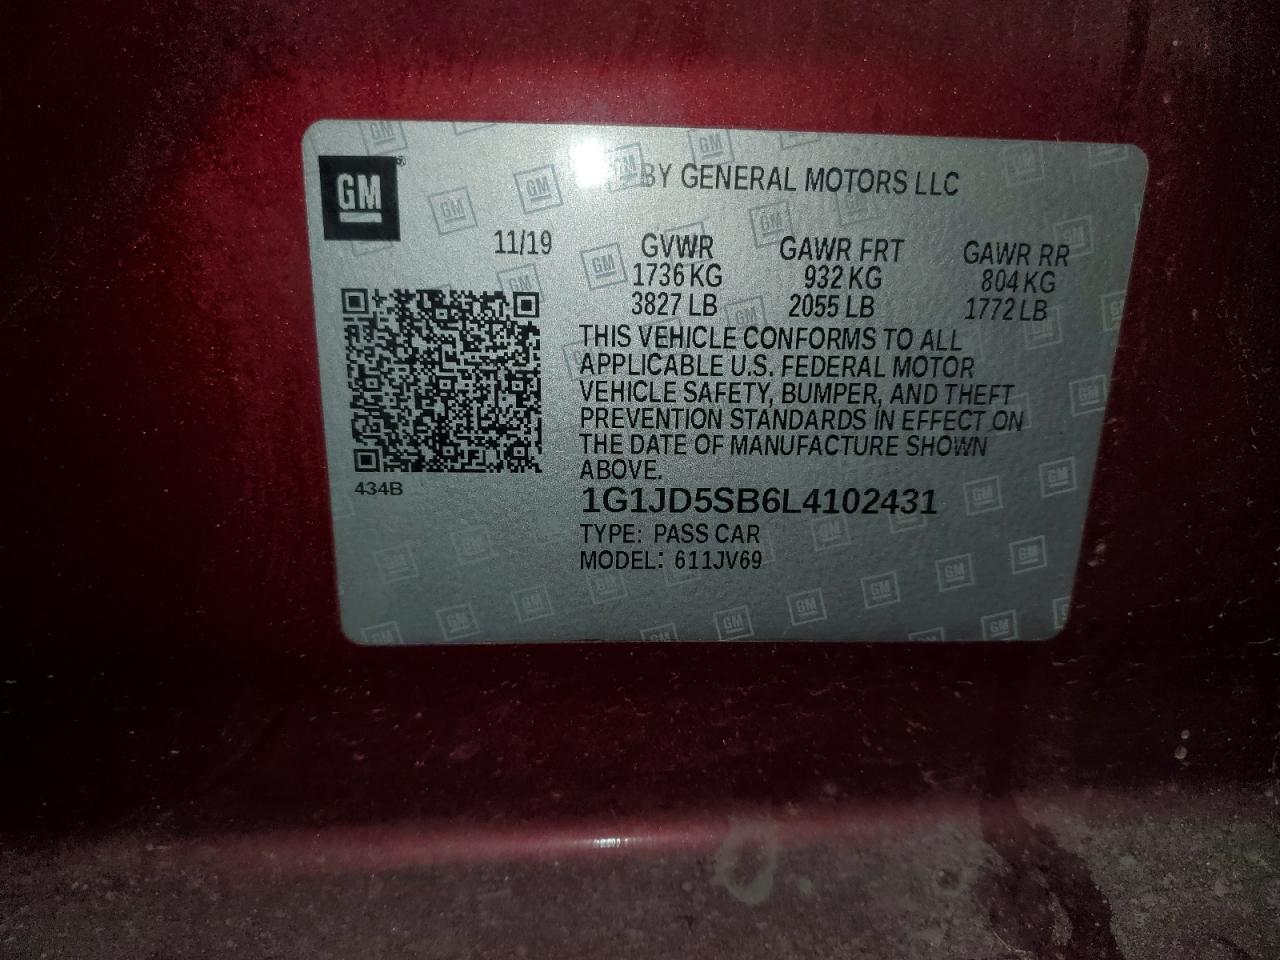 GM
BY GENERAL MOTORS LLC
11/19 GVWR GAWR FRT GAWR RR
1736 KG 932 KG 804 KG
3827 LB 2055 LB 1772 LB
THIS VEHICLE CONFORMS TO ALL
APPLICABLE U.S. FEDERAL MOTOR
VEHICLE SAFETY, BUMPER, AND THEFT
PREVENTION STANDARDS IN EFFECT ON
THE DATE OF MANUFACTURE SHOWN
ABOVE.
434B
1G1JD5SB6L4102431
TYPE: PASS CAR
MODEL: 611JV69